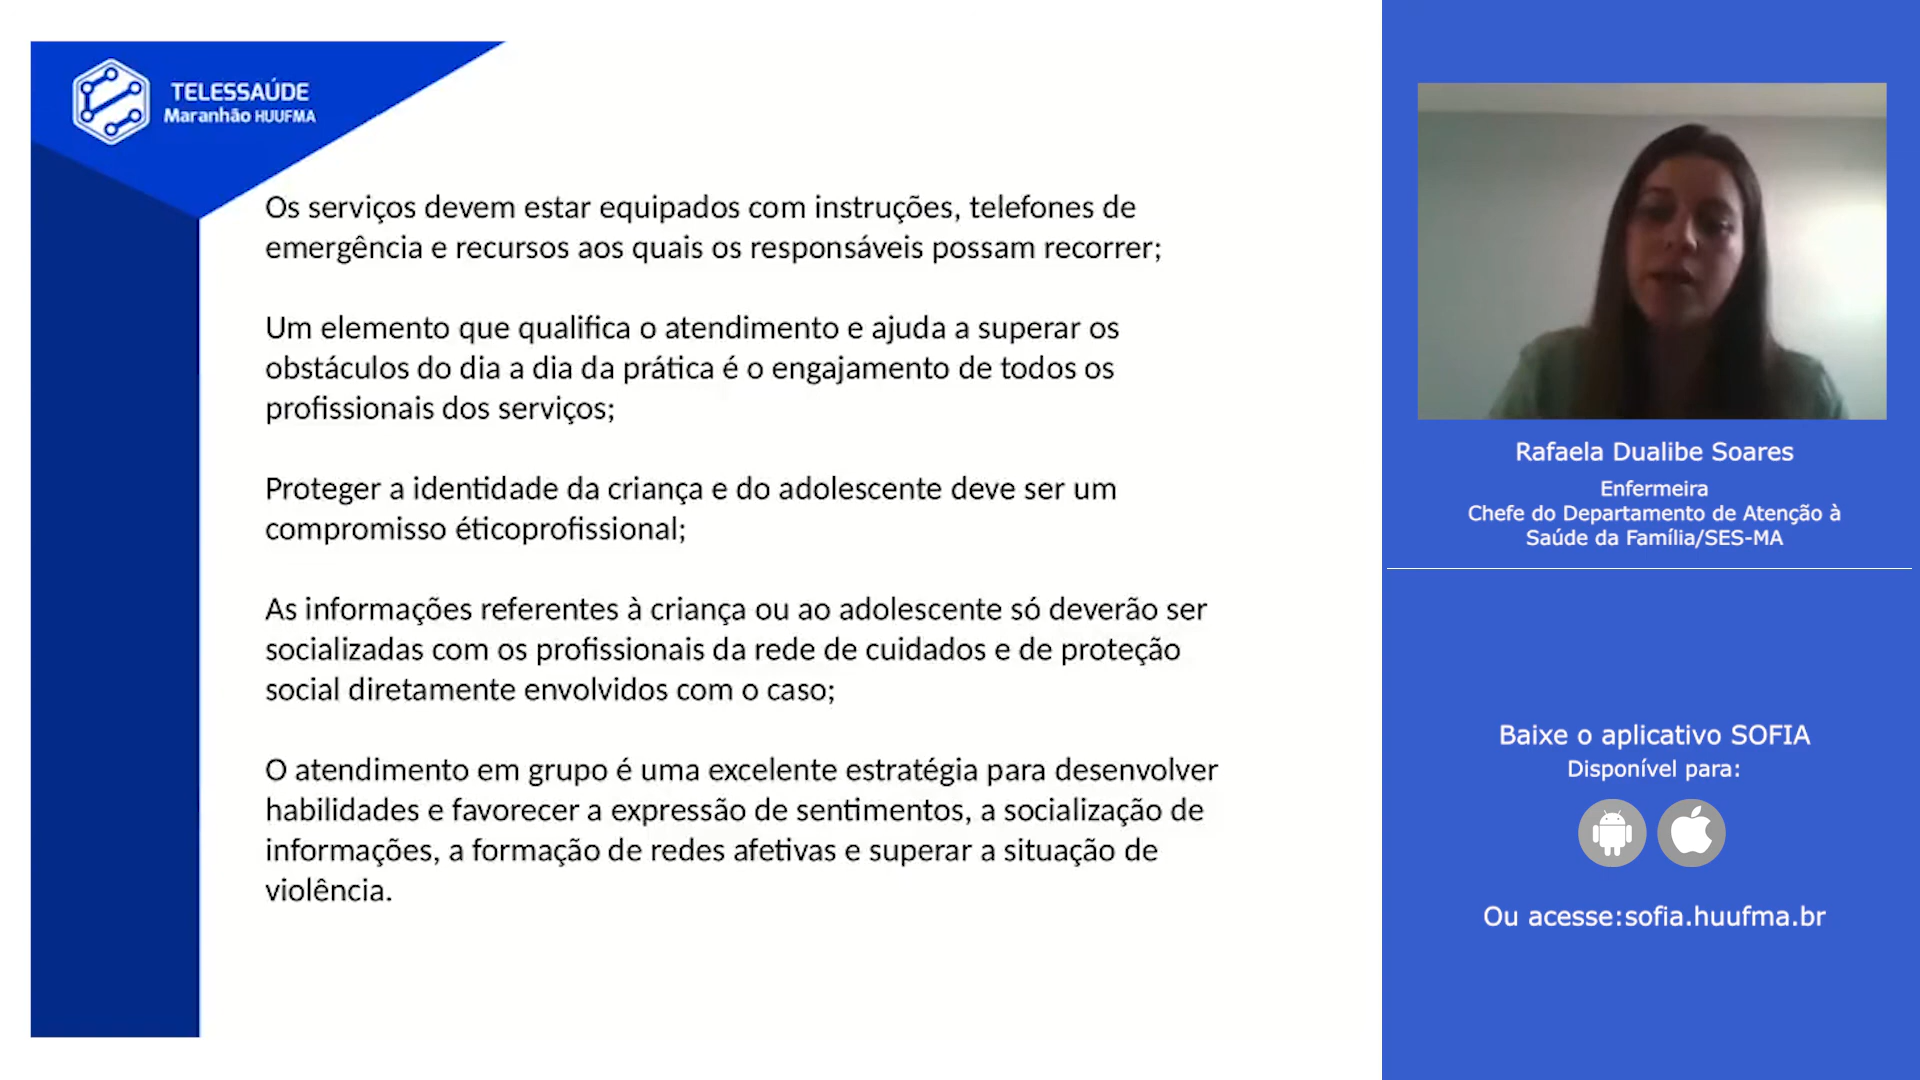 TELESSAÚDE
Maranhão HUUFMA
Os serviços devem estar equipados com instruções, telefones de
emergência e recursos aos quais os responsáveis possam recorrer;
Um elemento que qualifica o atendimento e ajuda a superar os
obstáculos do dia a dia da prática é o engajamento de todos os
profissionais dos serviços;
Proteger a identidade da criança e do adolescente deve ser um
compromisso éticoprofissional;
As informações referentes à criança ou ao adolescente só deverão ser
socializadas com os profissionais da rede de cuidados e de proteção
social diretamente envolvidos com o caso;
O atendimento em grupo é uma excelente estratégia para desenvolver
habilidades e favorecer a expressão de sentimentos, a socialização de
informações, a formação de redes afetivas e superar a situação de
violência.
Rafaela Dualibe Soares
Enfermeira
Chefe do Departamento de Atenção à
Saúde da Família/SES-MA
Baixe o aplicativo SOFIA
Disponível para:
Ou acesse:sofia.huufma.br